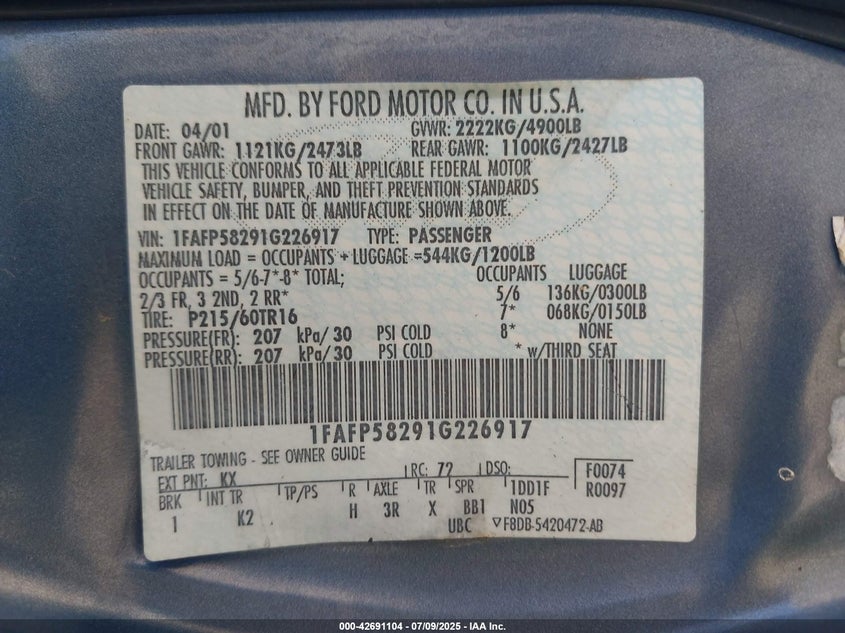 MFD. BY FORD MOTOR CO. IN U.S.A.
DATE: 04/01 GVWR: 2222KG/4900LB
FRONT GAWR: 1121KG/2473LB REAR GAWR: 1100KG/2427LB
THIS VEHICLE CONFORMS TO ALL APPLICABLE FEDERAL MOTOR
VEHICLE SAFETY, BUMPER, AND THEFT PREVENTION STANDARDS
IN EFFECT ON THE DATE OF MANUFACTURE SHOWN ABOVE.
VIN: 1FAFP58291G226917 TYPE: PASSENGER
MAXIMUM LOAD = OCCUPANTS + LUGGAGE =544KG/1200LB
OCCUPANTS = 5/6-7*-8* TOTAL; OCCUPANTS LUGGAGE
2/3 FR, 3 2ND, 2 RR* 5/6 136KG/0300LB
TIRE: P215/60TR16 7* 068KG/0150LB
PRESSURE(FR): 207 kPa/30 PSI COLD 8* NONE
PRESSURE(RR): 207 kPa/30 PSI COLD * w/THIRD SEAT
1FAFP58291G226917
TRAILER TOWING - SEE OWNER GUIDE
EXT PNT: KX RC: 72 DSO: F0074
BRK INT TR TP/PS R AXLE TR SPR 1DD1F R0097
1 K2 H 3R X BB1 N05
UBC ▽F8DB-5420472-AB
000-42691104 / 07/09/2025 - IAA Inc.